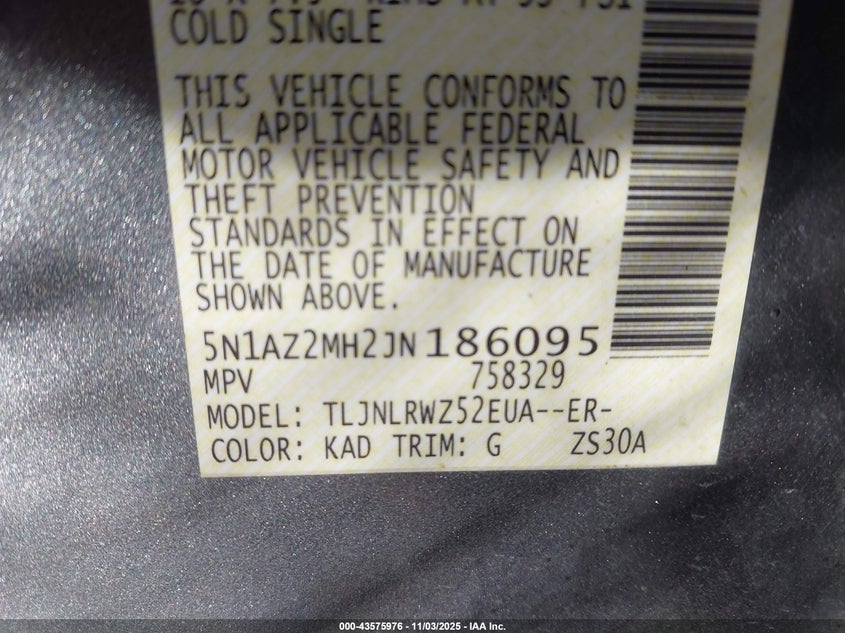 COLD SINGLE
THIS VEHICLE CONFORMS TO
ALL APPLICABLE FEDERAL
MOTOR VEHICLE SAFETY AND
THEFT PREVENTION
STANDARDS IN EFFECT ON
THE DATE OF MANUFACTURE
SHOWN ABOVE.
5N1AZ2MH2JN186095
MPV 758329
MODEL: TLJNLRWZ52EUA--ER-
COLOR: KAD TRIM: G ZS30A
000-43575976 - 11/03/2025 - IAA Inc.